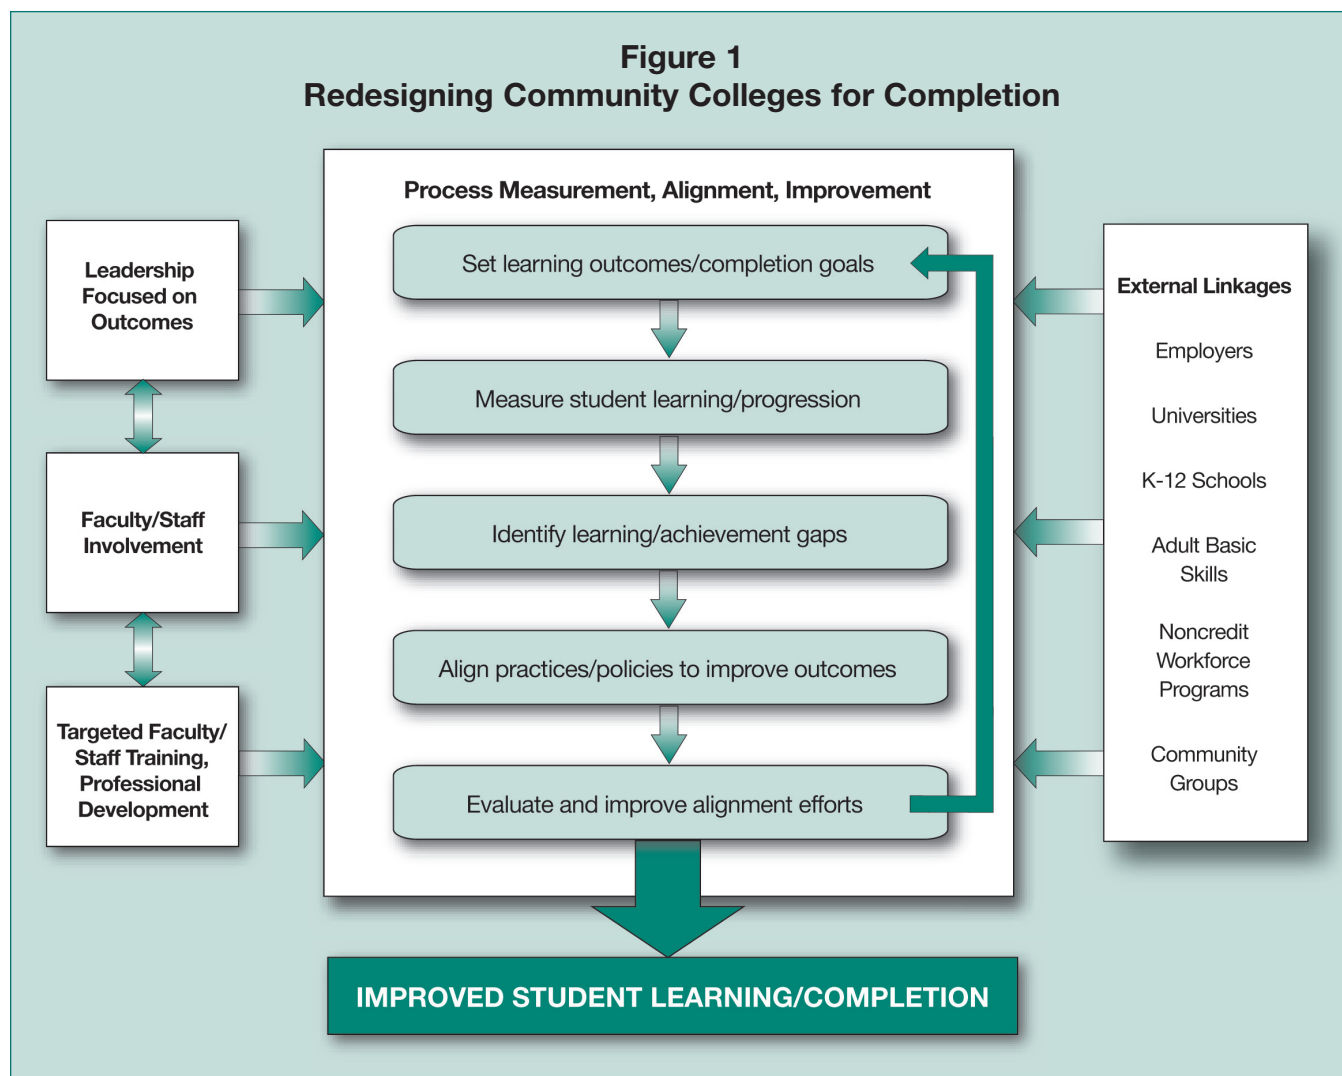 Figure 1
Redesigning Community Colleges for Completion
Process Measurement, Alignment, Improvement
Leadership
Focused on
Outcomes
Faculty/Staff
Involvement
Targeted Faculty/
Staff Training,
Professional
Development
Set learning outcomes/completion goals
Measure student learning/progression
Identify learning/achievement gaps
Align practices/policies to improve outcomes
Evaluate and improve alignment efforts
External Linkages
Employers
Universities
K-12 Schools
Adult Basic
Skills
Noncredit
Workforce
Programs
Community
Groups
IMPROVED STUDENT LEARNING/COMPLETION